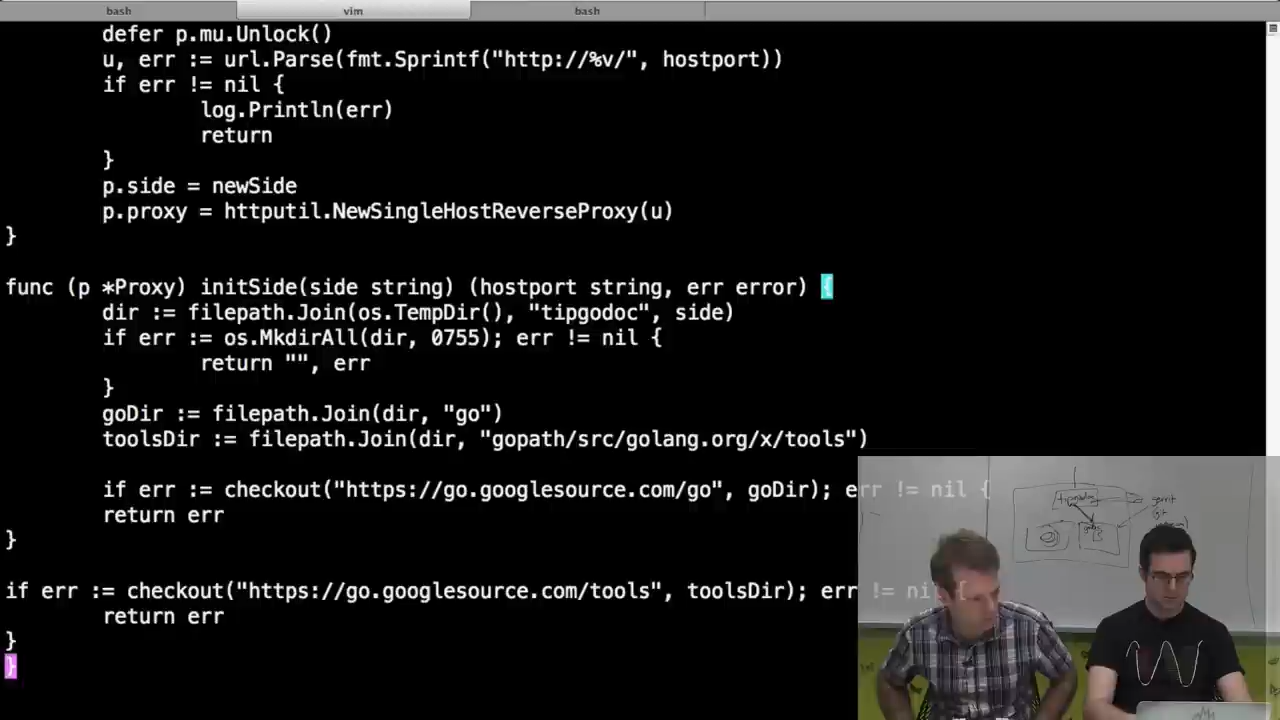 bash vim bash
defer p.mu.Unlock()
u, err := url.Parse(fmt.Sprintf("http://%v/", hostport))
if err != nil {
log.Println(err)
return
}
p.side = newSide
p.proxy = httputil.NewSingleHostReverseProxy(u)
}
func (p *Proxy) initSide(side string) (hostport string, err error) {
dir := filepath.Join(os.TempDir(), "tipgodoc", side)
if err := os.MkdirAll(dir, 0755); err != nil {
return "", err
}
goDir := filepath.Join(dir, "go")
toolsDir := filepath.Join(dir, "gopath/src/golang.org/x/tools")
if err := checkout("https://go.googlesource.com/go", goDir); err != nil {
return err
}
if err := checkout("https://go.googlesource.com/tools", toolsDir); err != nil {
return err
}
}
tipgodoc